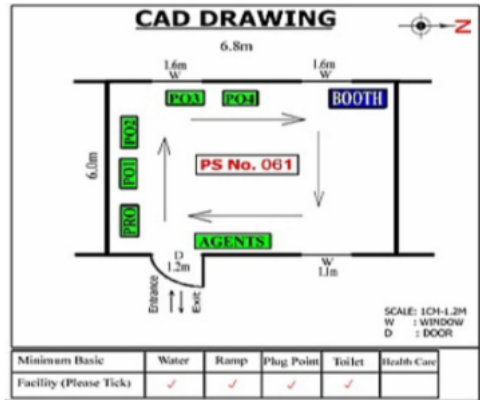 CAD DRAWING
N
6.8m
1.6m
W
1.6m
W
PO3
PO4
BOOTH
PO2
6.0m
PO1
PS No. 061
PRO
AGENTS
D
1.2m
W
1.1m
Entrance
Exit
SCALE: 1CH-1.2M
W : WINDOW
D : DOOR
Minimum Basic Water Ramp Plug Point Toilet Health Care
Facility (Please Tick) ✓ ✓ ✓ ✓